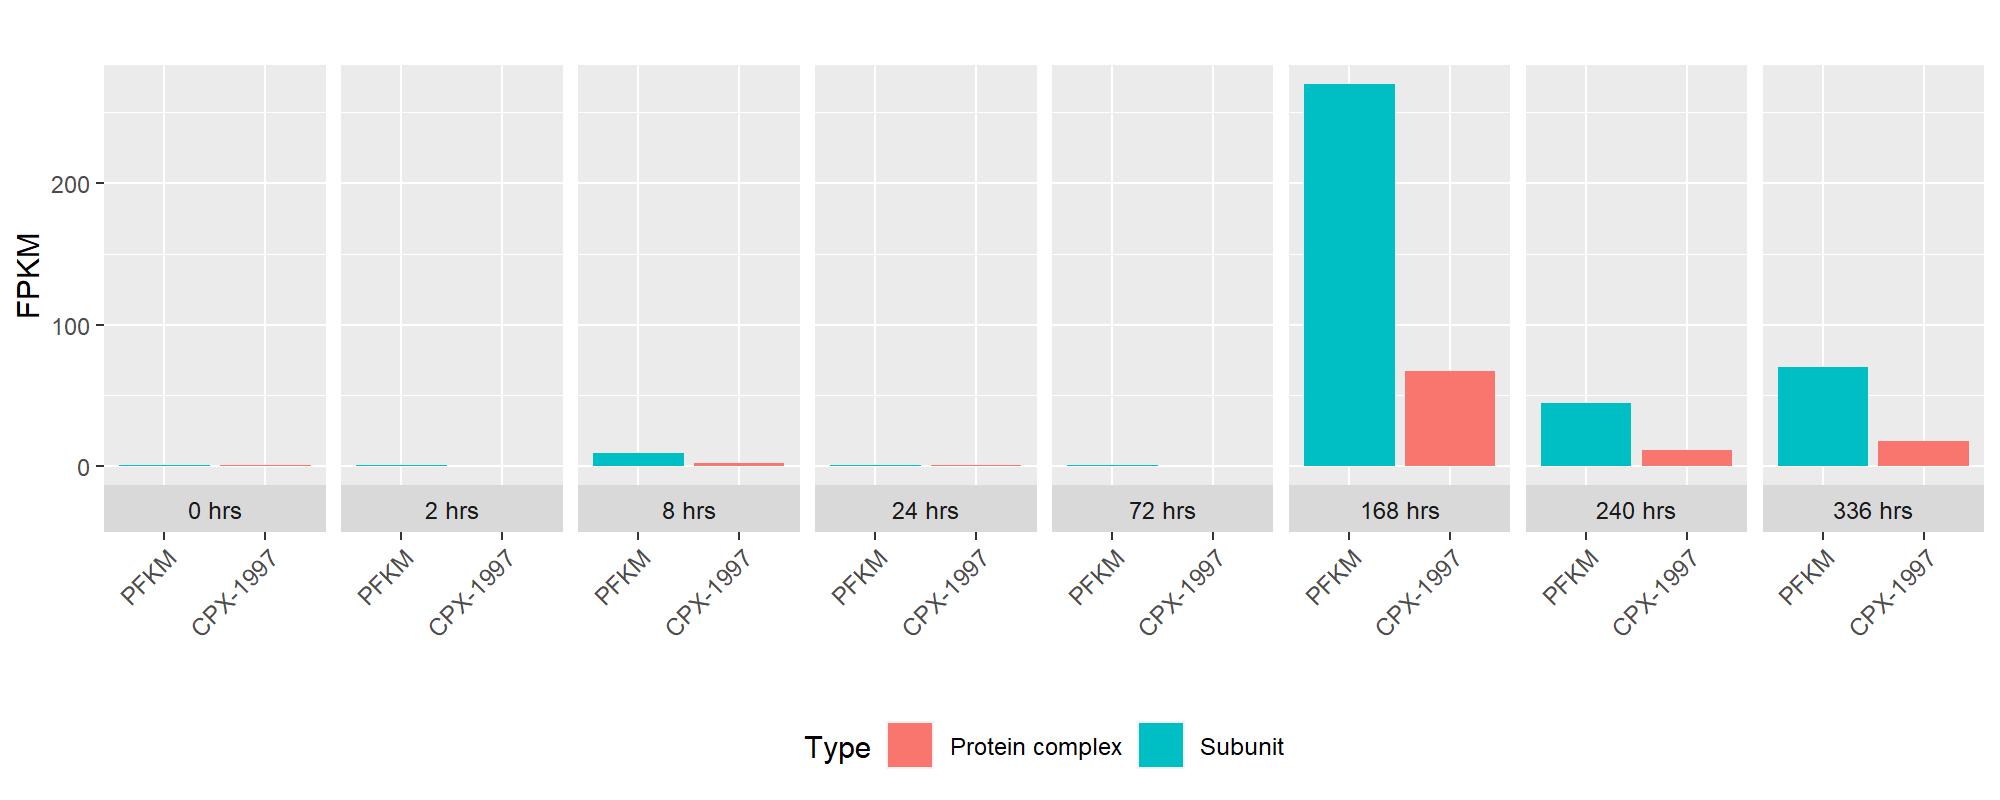 FPKM
200
100
0
0 hrs 2 hrs 8 hrs 24 hrs 72 hrs 168 hrs 240 hrs 336 hrs
PFKM CPX-1997 PFKM CPX-1997 PFKM CPX-1997 PFKM CPX-1997 PFKM CPX-1997 PFKM CPX-1997 PFKM CPX-1997 PFKM CPX-1997
Type Protein complex Subunit